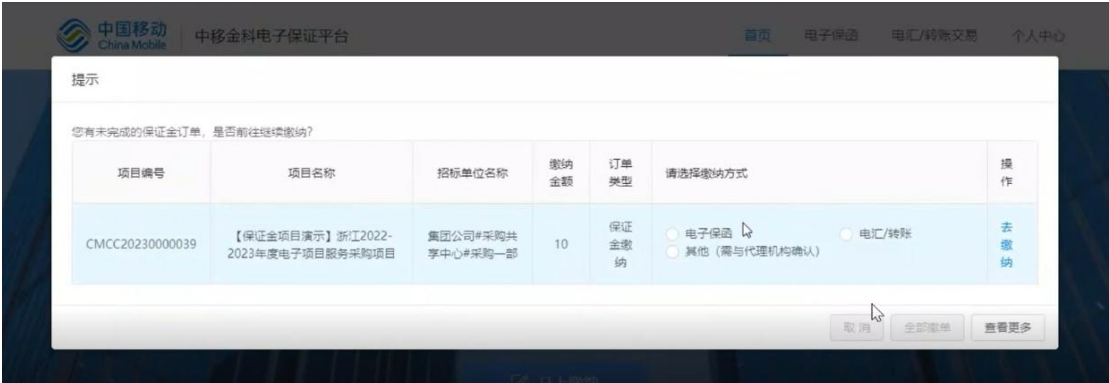 中国移动
China Mobile
中移金科电子保证平台
首页 电子保函 电汇/转账交易 个人中心
提示
您有未完成的保证金订单，是否前往继续缴纳？
项目编号 项目名称 招标单位名称 缴纳金额 订单类型 请选择缴纳方式 操作
CMCC20230000039
【保证金项目演示】浙江2022-
2023年度电子项目服务采购项目
集团公司#采购共
享中心#采购一部
10
保证
金缴
纳
电子保函 电汇/转账
其他（需与代理机构确认）
去
缴
纳
取 消 全部撤单 查看更多